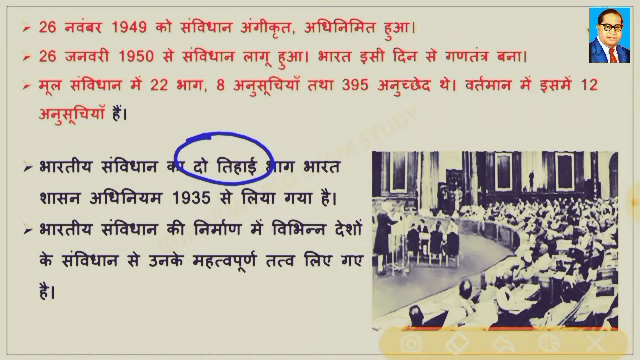 26 नवंबर 1949 को संविधान अंगीकृत, अधिनिमित हुआ।
26 जनवरी 1950 से संविधान लागू हुआ। भारत इसी दिन से गणतंत्र बना।
मूल संविधान में 22 भाग, 8 अनुसूचियाँ तथा 395 अनुच्छेद थे। वर्तमान में इसमें 12
अनुसूचियाँ हैं।
भारतीय संविधान का दो तिहाई भाग भारत
शासन अधिनियम 1935 से लिया गया है।
भारतीय संविधान की निर्माण में विभिन्न देशों
के संविधान से उनके महत्वपूर्ण तत्व लिए गए
है।